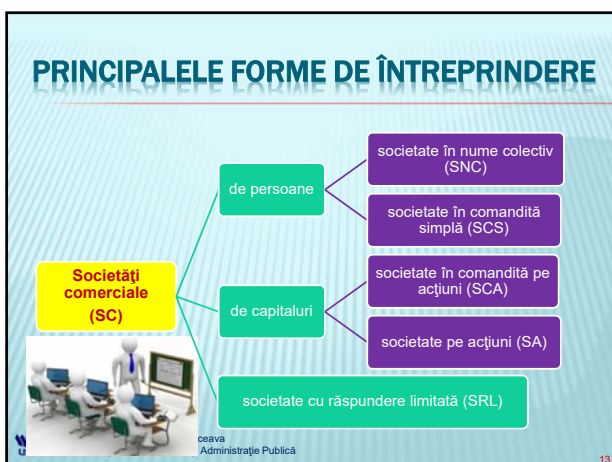 PRINCIPALELE FORME DE ÎNTREPRINDERE
Societăţi
comerciale
(SC)
de persoane
societate în nume colectiv
(SNC)
societate în comandită
simplă (SCS)
de capitaluri
societate în comandită pe
acţiuni (SCA)
societate pe acţiuni (SA)
societate cu răspundere limitată (SRL)
ceava
Administraţie Publică
13